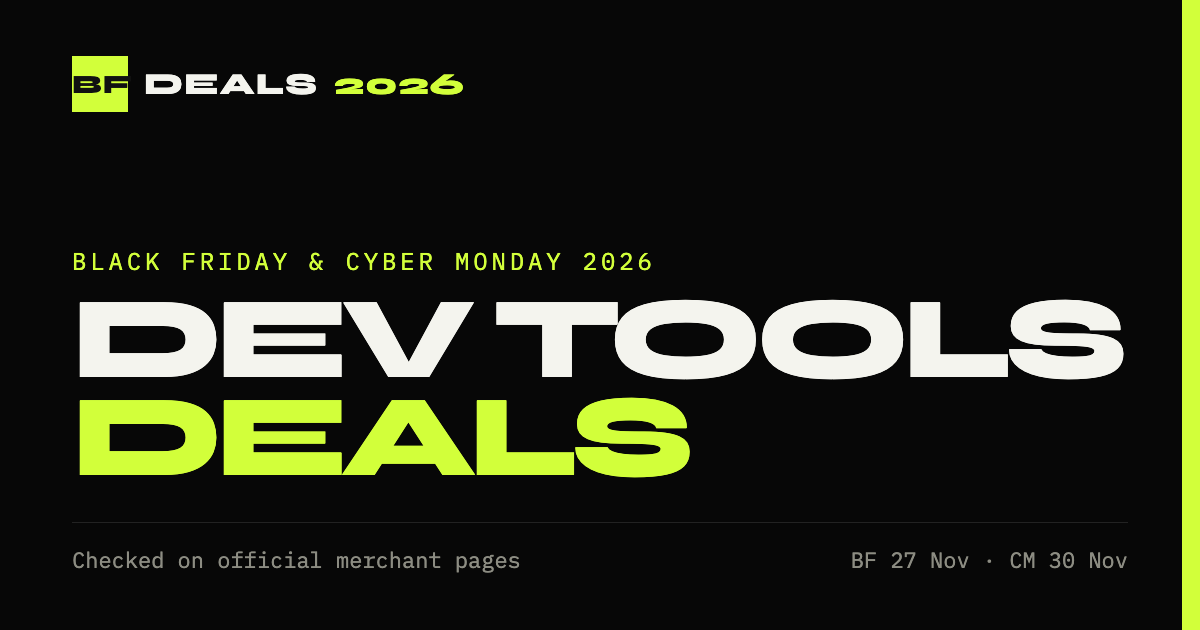 BF DEALS 2026
BLACK FRIDAY & CYBER MONDAY 2026
DEV TOOLS
DEALS
Checked on official merchant pages
BF 27 Nov · CM 30 Nov